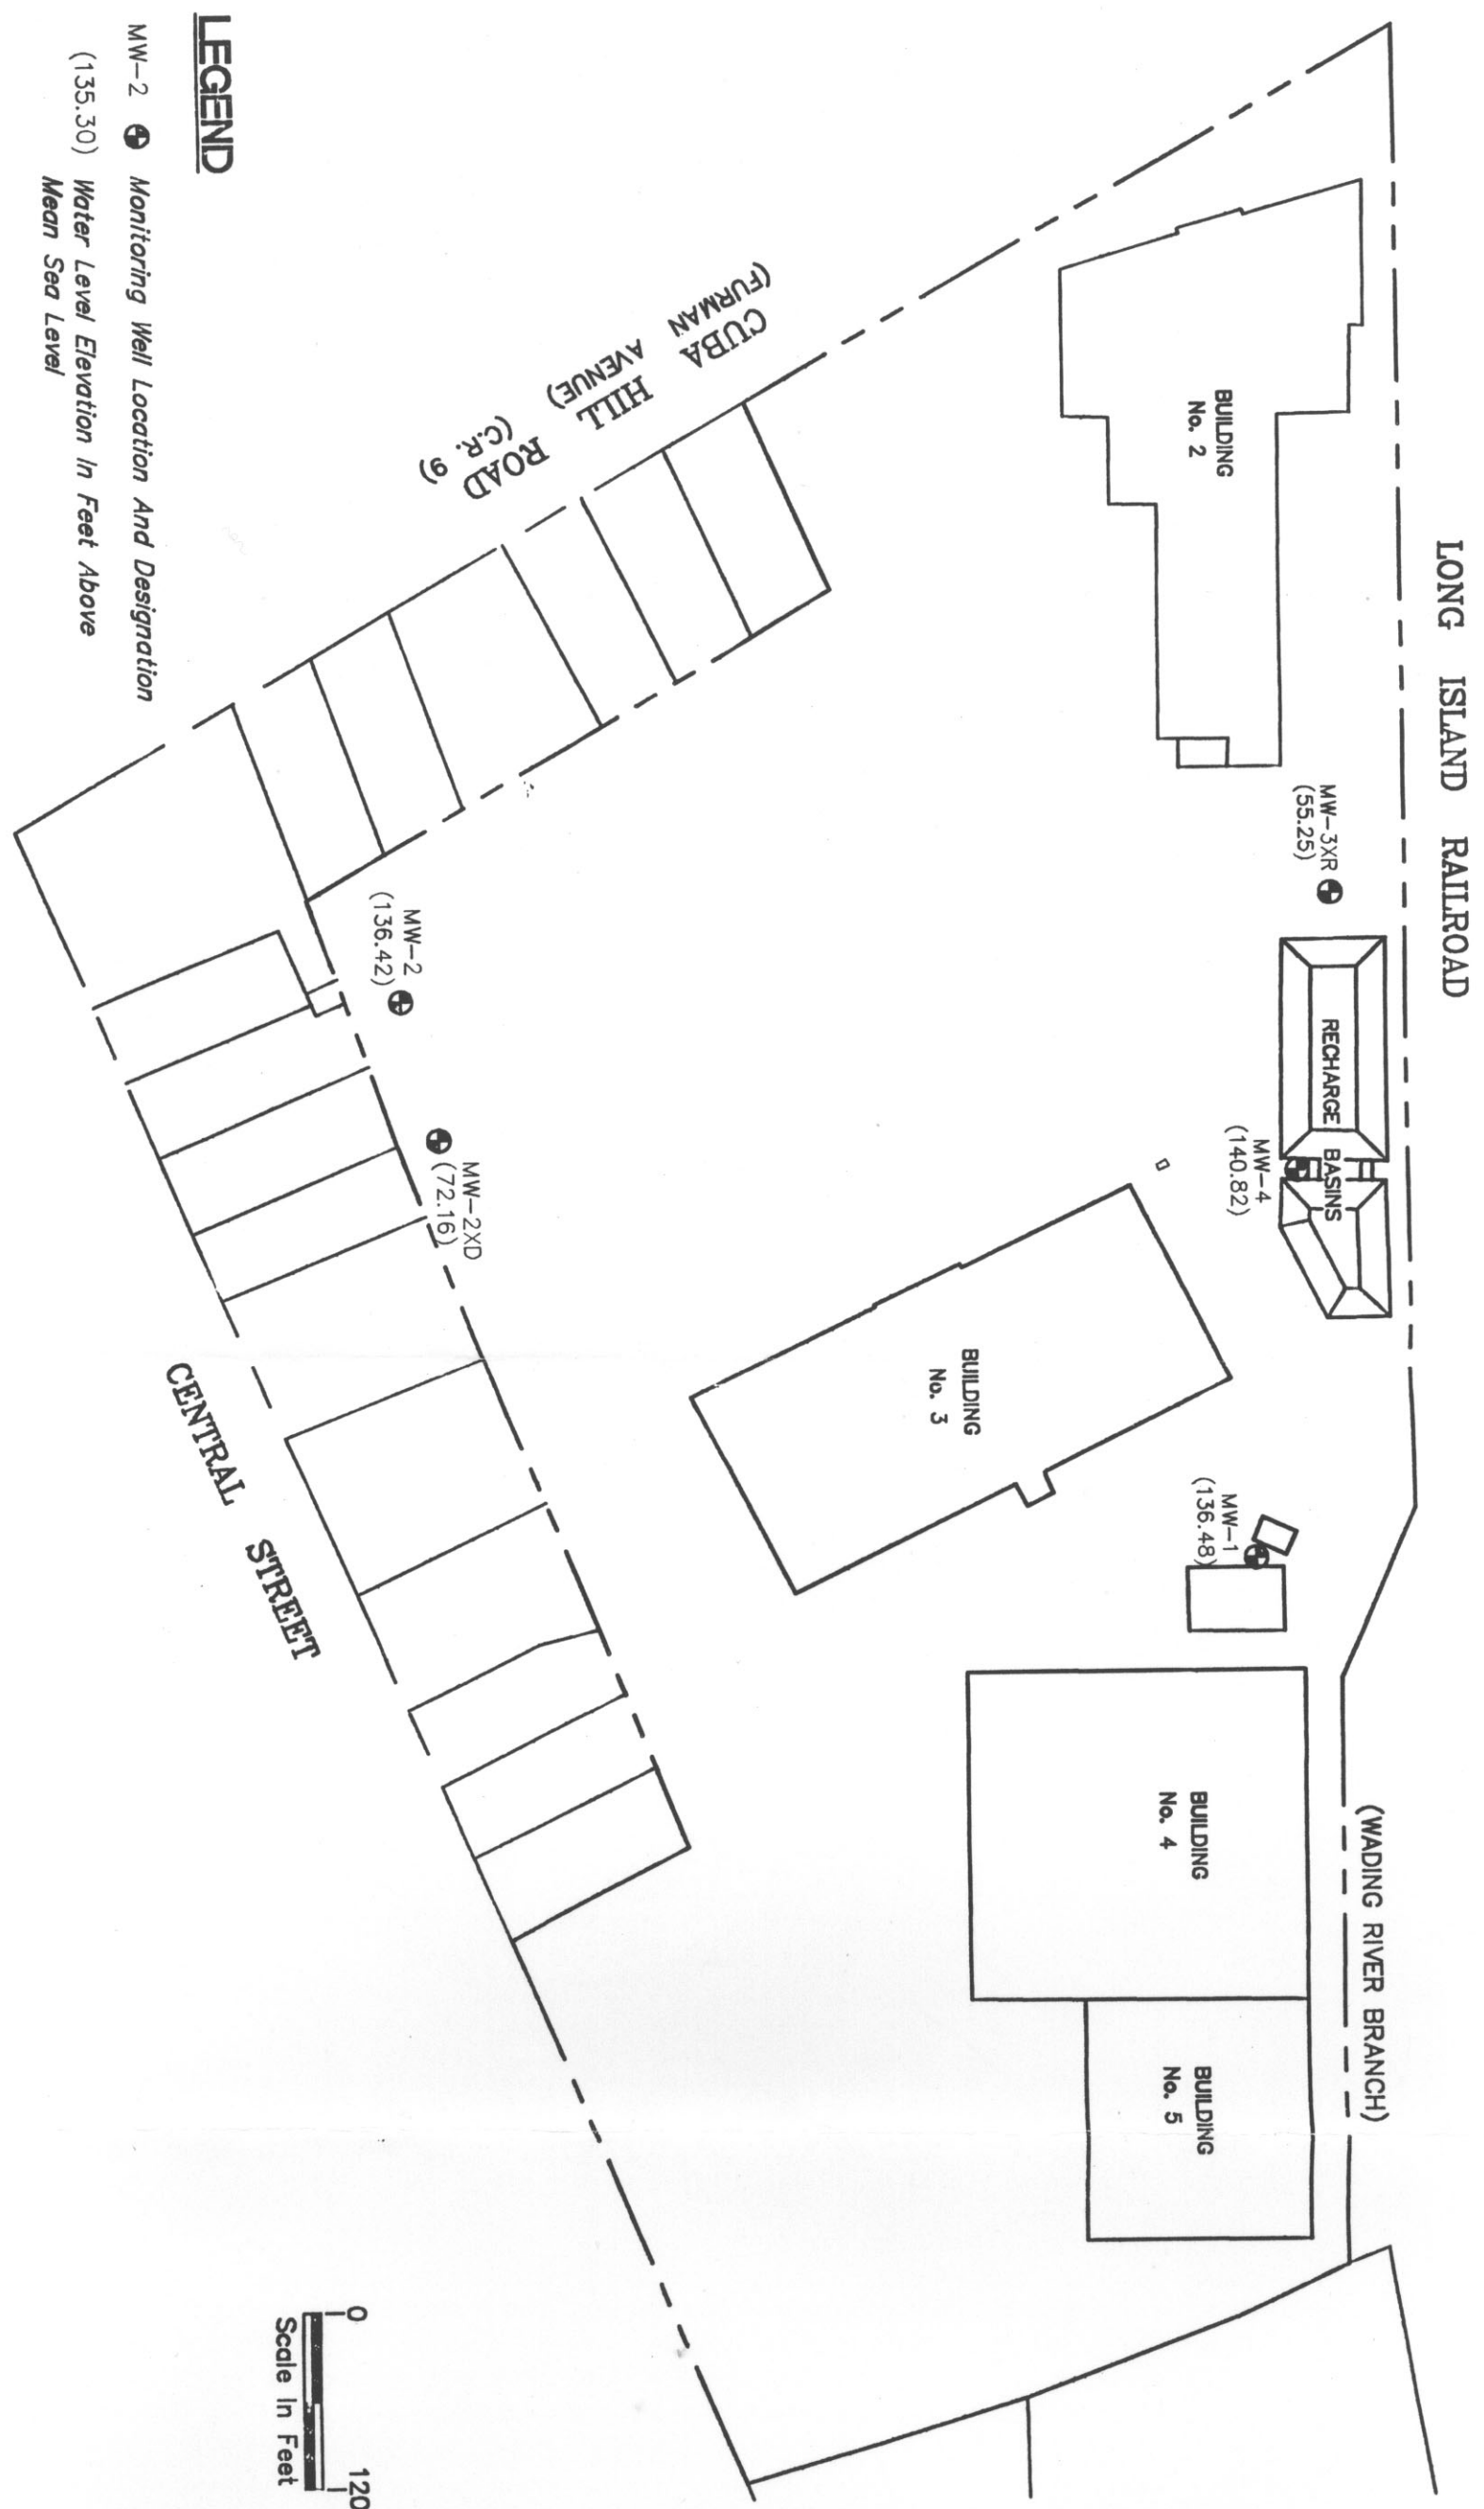 LONG ISLAND RAILROAD
(WADING RIVER BRANCH)
BUILDING
No. 2
MW-3XR
(55.25)
RECHARGE BASINS
MW-4
(140.82)
MW-1
(136.48)
BUILDING
No. 3
BUILDING
No. 4
BUILDING
No. 5
CUBA HILL ROAD
(FURMAN AVENUE)
(C.R. 9)
MW-2
(136.42)
MW-2XD
(72.16)
CENTRAL STREET
LEGEND
MW-2 Monitoring Well Location And Designation
(135.30) Water Level Elevation In Feet Above
Mean Sea Level
0 120
Scale In Feet